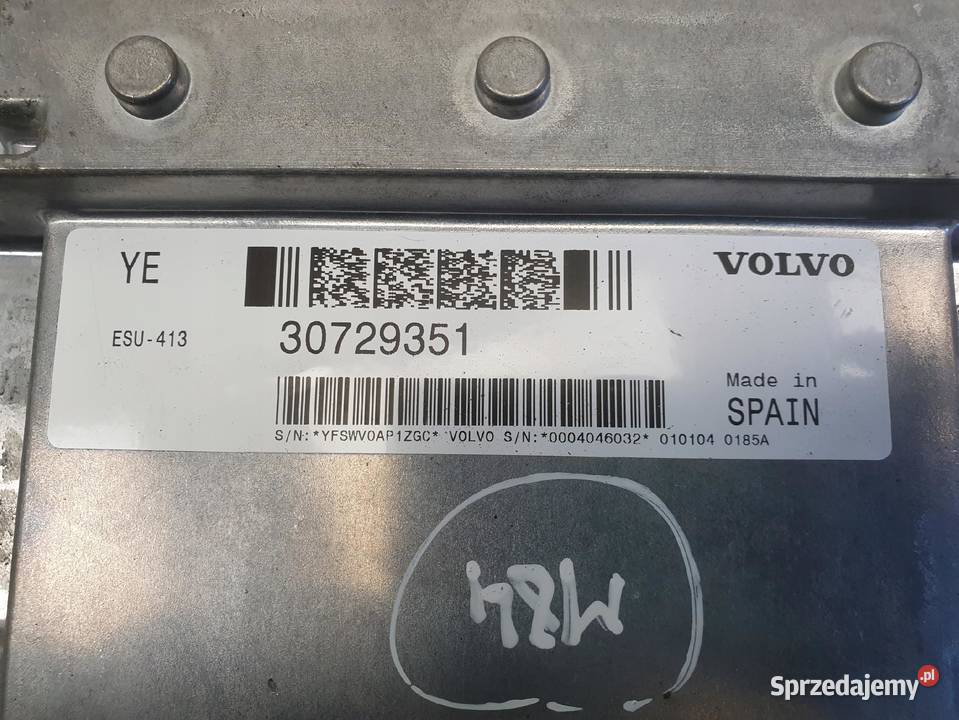 YE
VOLVO
ESU-413
30729351
Made in
SPAIN
S/N:*YFSWV0AP1ZGC* VOLVO S/N:*0004046032* 010104 0185A
M84
Sprzedajemy.pl